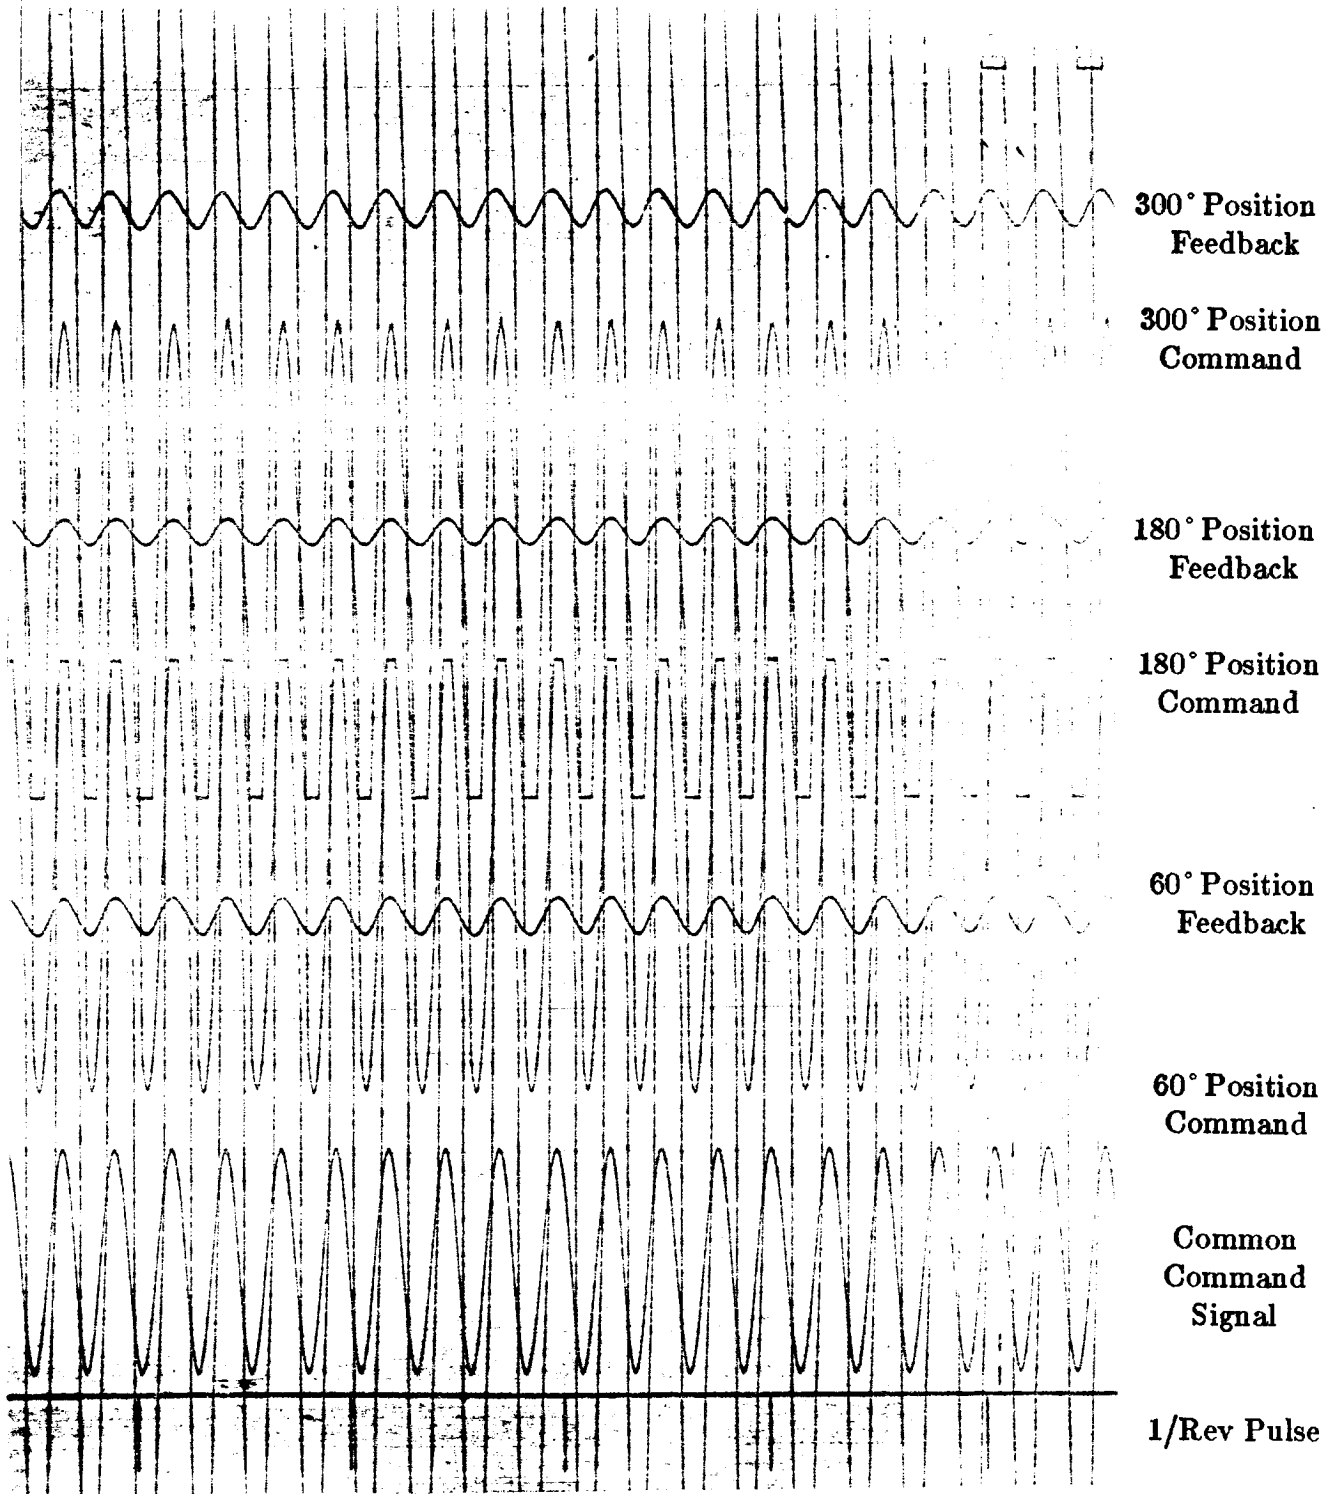 300° Position
Feedback
300° Position
Command
180° Position
Feedback
180° Position
Command
60° Position
Feedback
60° Position
Command
Common
Command
Signal
1/Rev Pulse